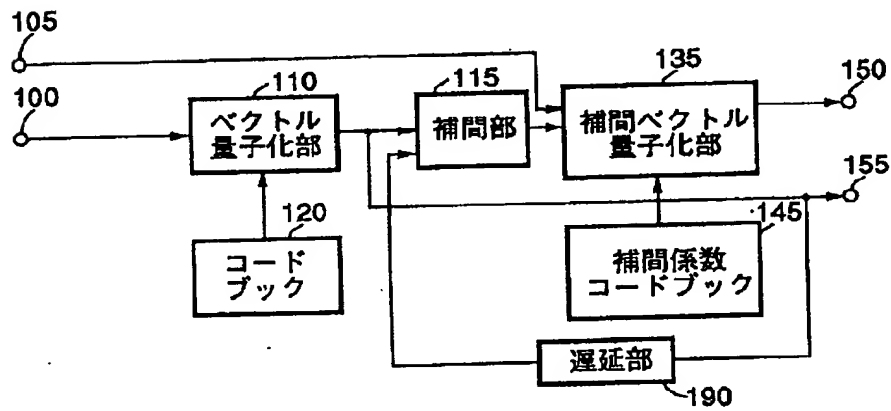 105
100
110
ベクトル
量子化部
115
補間部
135
補間ベクトル
量子化部
150
155
120
コード
ブック
145
補間係数
コードブック
遅延部
190